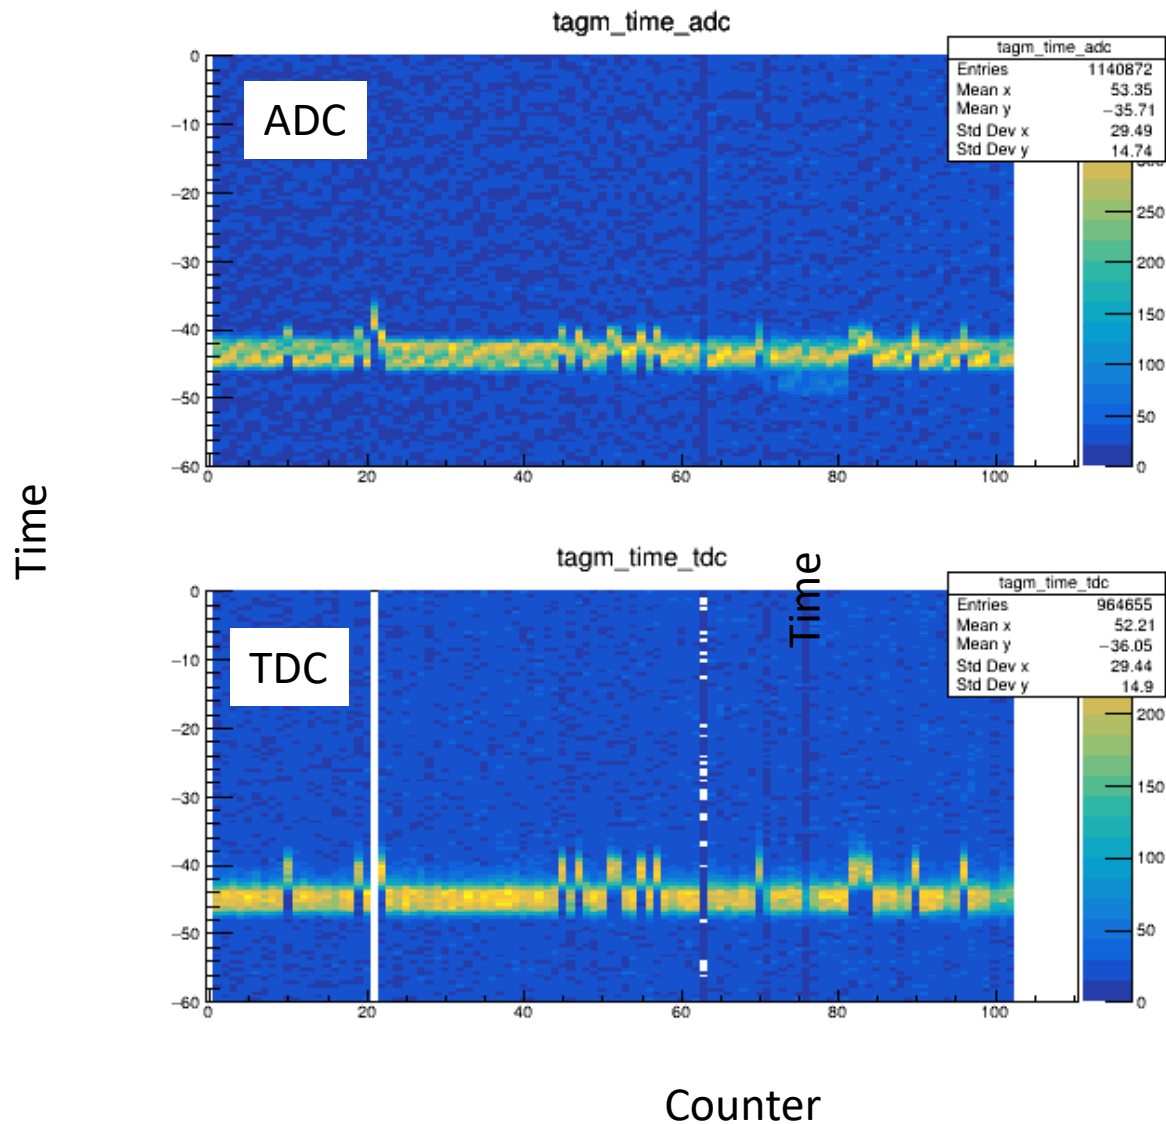 tagm_time_adc
tagm_time_adc
Entries 1140872
Mean x 53.35
Mean y −35.71
Std Dev x 29.49
Std Dev y 14.74
ADC
0
−10
−20
−30
−40
−50
−60
0 20 40 60 80 100
250
200
150
100
50
0
Time
tagm_time_tdc
Time
tagm_time_tdc
Entries 964655
Mean x 52.21
Mean y −36.05
Std Dev x 29.44
Std Dev y 14.9
TDC
0
−10
−20
−30
−40
−50
−60
0 20 40 60 80 100
200
150
100
50
0
Counter